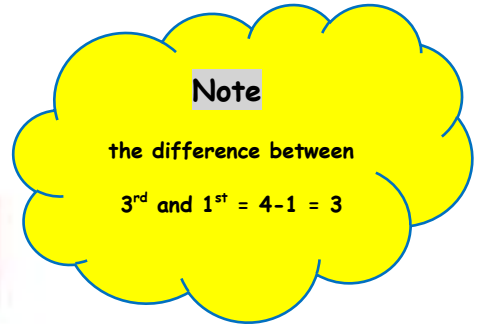 Note
the difference between
3rd and 1st = 4-1 = 3